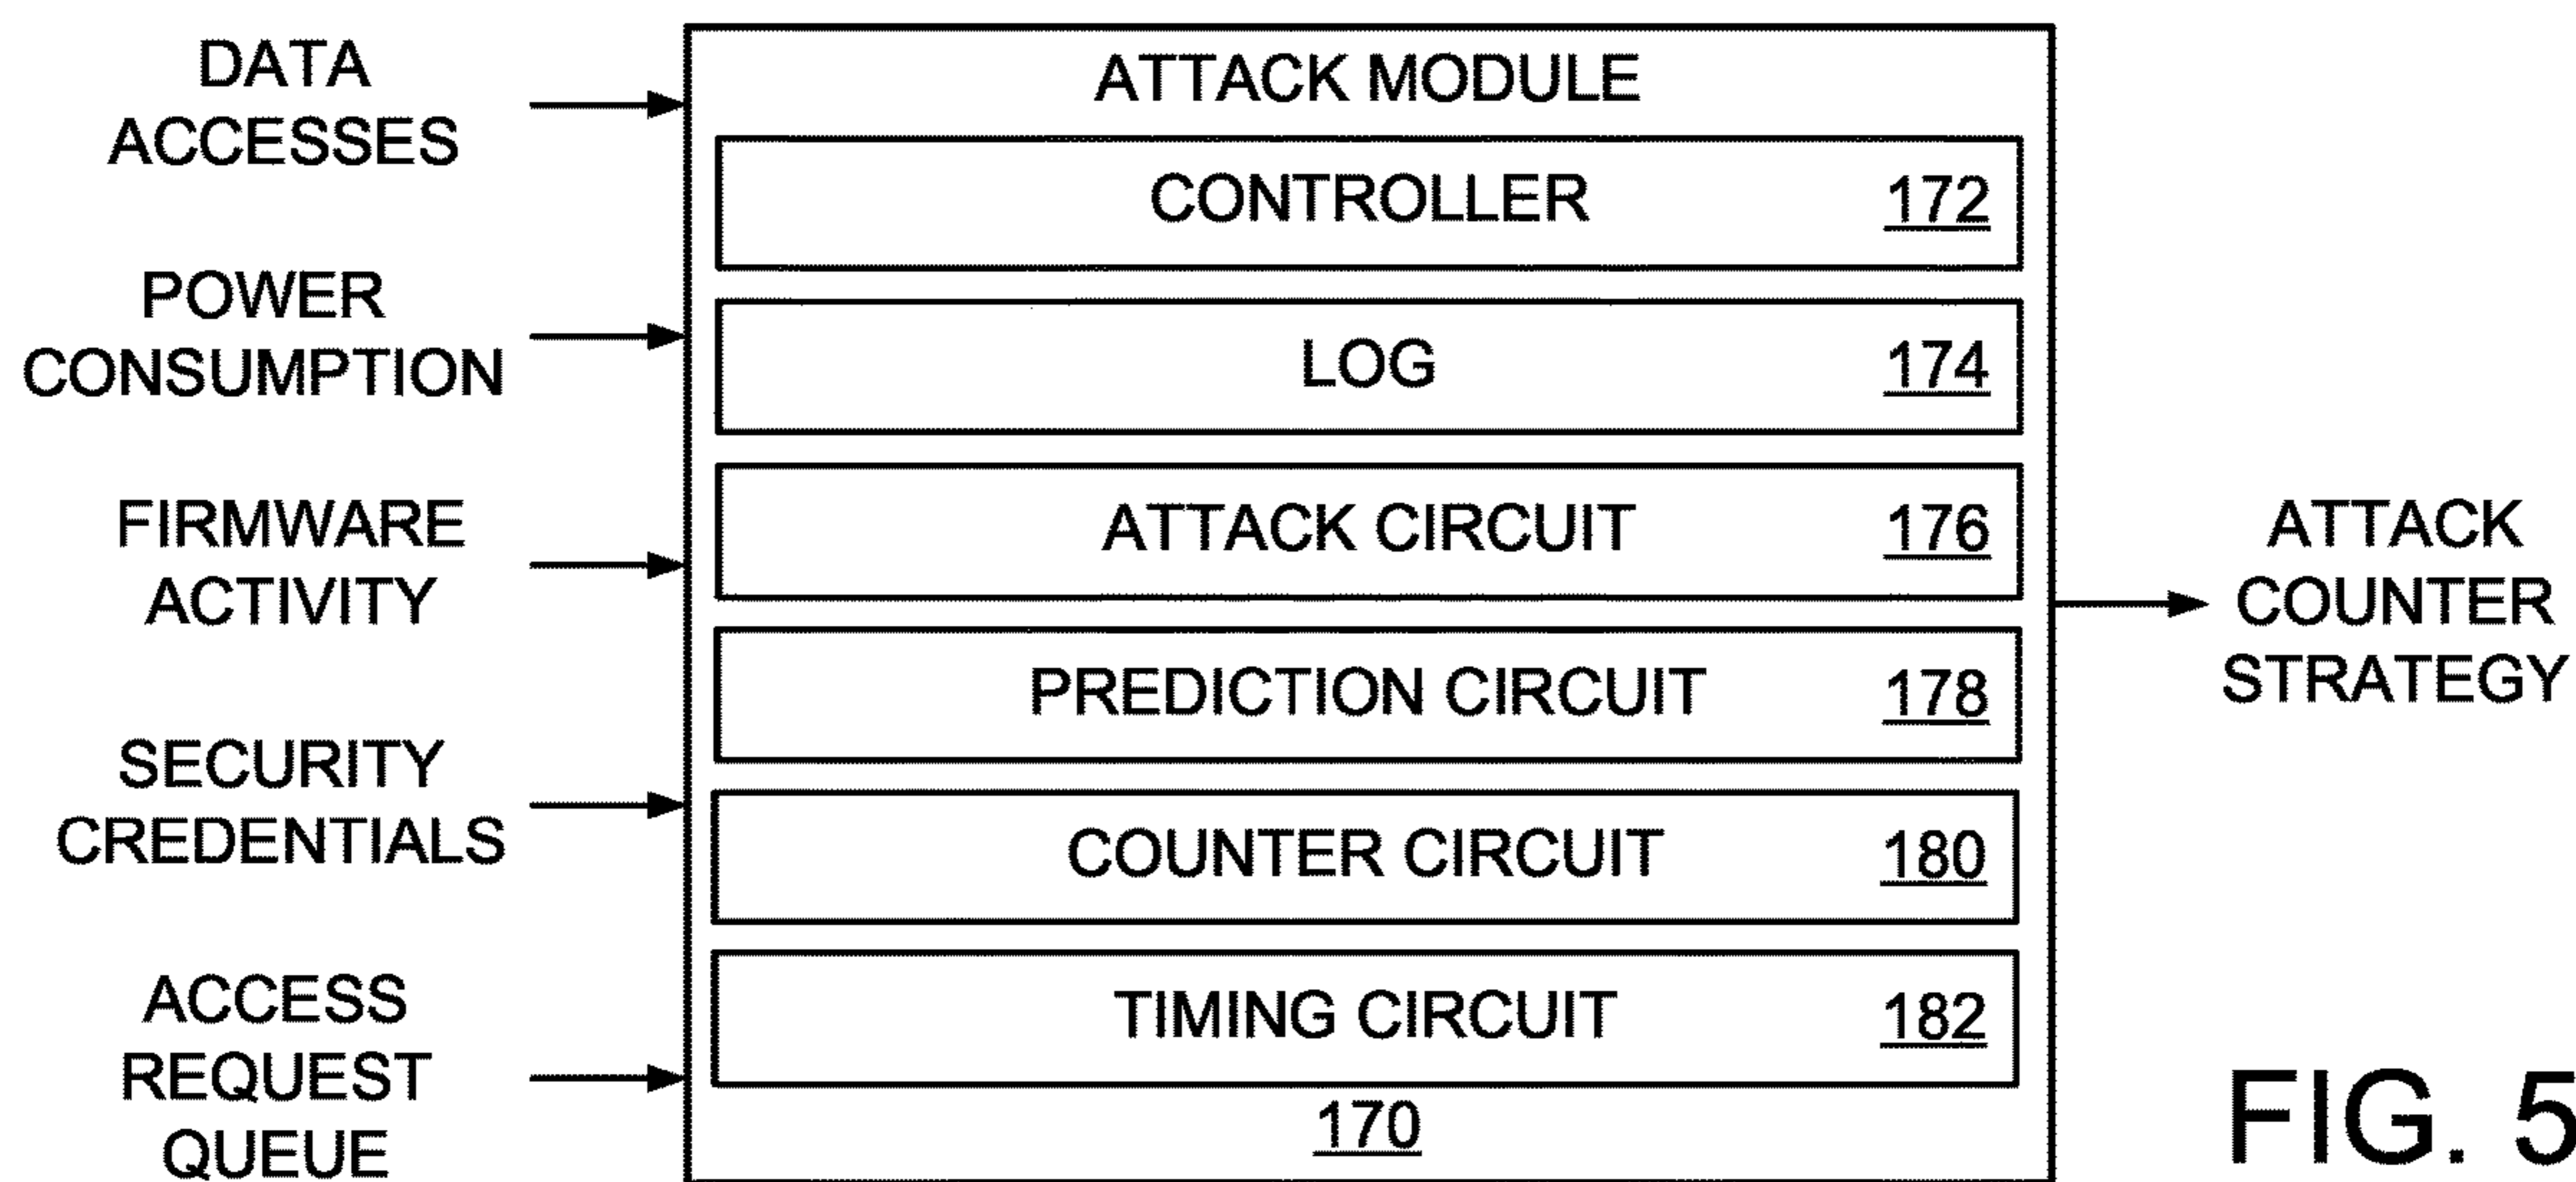 DATA
ACCESSES
POWER
CONSUMPTION
FIRMWARE
ACTIVITY
SECURITY
CREDENTIALS
ACCESS
REQUEST
QUEUE
ATTACK MODULE
CONTROLLER 172
LOG 174
ATTACK CIRCUIT 176
PREDICTION CIRCUIT 178
COUNTER CIRCUIT 180
TIMING CIRCUIT 182
170
ATTACK
COUNTER
STRATEGY
FIG. 5